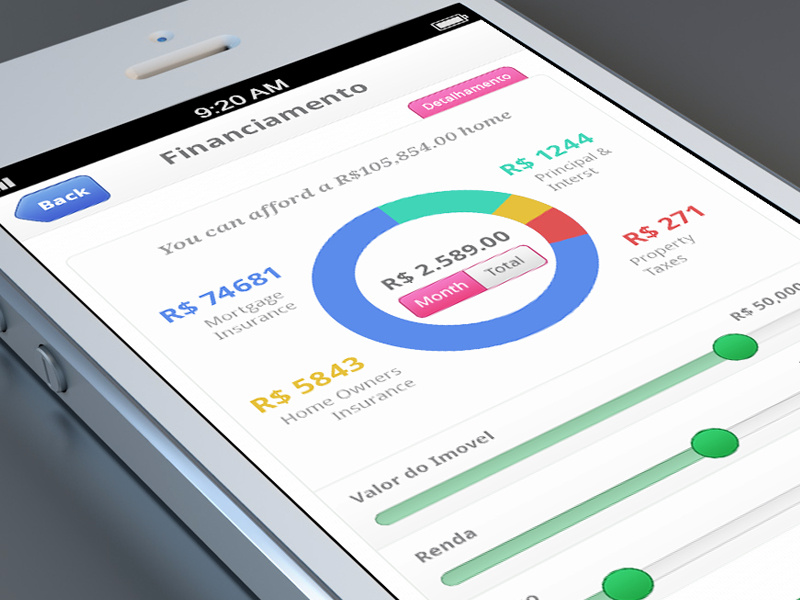 9:20 AM
Financiamento
Back
Detalhamento
You can afford a R$105,854.00 home
R$ 1244
Principal &
Interst
R$ 271
Property
Taxes
R$ 2.589.00
Month
Total
R$ 74681
Mortgage
Insurance
R$ 5843
Home Owners
Insurance
R$ 50,000
Valor do Imovel
Renda